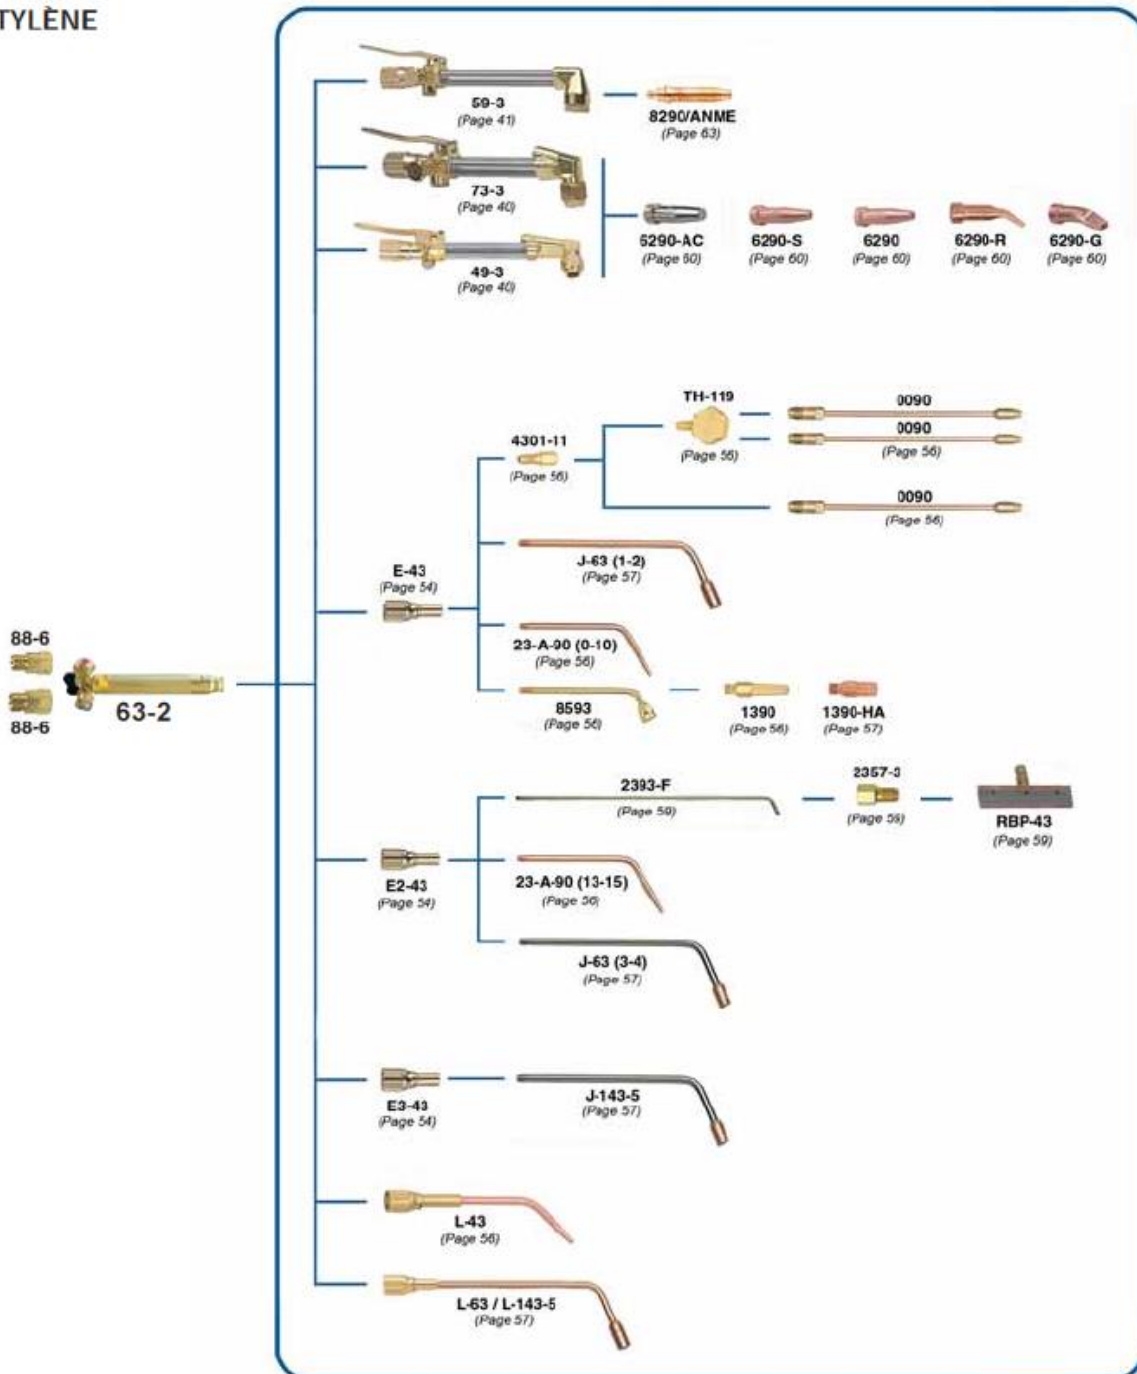 TYLÈNE
59-3
(Page 41)
8290/ANME
(Page 63)
73-3
(Page 40)
49-3
(Page 40)
6290-AC
(Page 60)
6290-S
(Page 60)
6290
(Page 60)
6290-R
(Page 60)
6290-G
(Page 60)
TH-119
(Page 56)
0090
0090
(Page 56)
4301-11
(Page 56)
0090
(Page 56)
E-43
(Page 54)
J-63 (1-2)
(Page 57)
23-A-90 (0-10)
(Page 56)
8593
(Page 56)
1390
(Page 56)
1390-HA
(Page 57)
88-6
88-6
63-2
2393-F
(Page 59)
2357-3
(Page 59)
RBP-43
(Page 59)
E2-43
(Page 54)
23-A-90 (13-15)
(Page 56)
J-63 (3-4)
(Page 57)
E3-43
(Page 54)
J-143-5
(Page 57)
L-43
(Page 56)
L-63 / L-143-5
(Page 57)